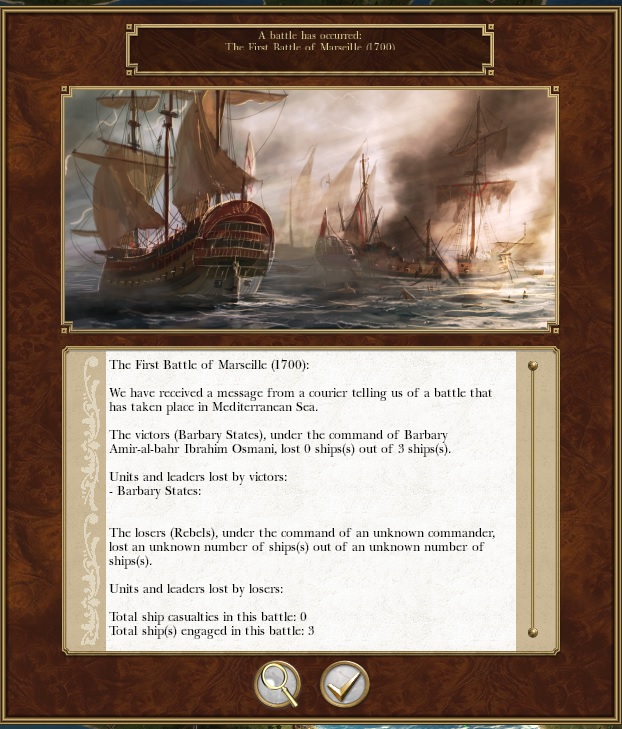 A battle has occurred:
The First Battle of Marseille (1700)
The First Battle of Marseille (1700):
We have received a message from a courier telling us of a battle that
has taken place in Mediterranean Sea.
The victors (Barbary States), under the command of Barbary
Amir-al-bahr Ibrahim Osmani, lost 0 ships(s) out of 3 ships(s).
Units and leaders lost by victors:
- Barbary States:
The losers (Rebels), under the command of an unknown commander,
lost an unknown number of ships(s) out of an unknown number of
ships(s).
Units and leaders lost by losers:
Total ship casualties in this battle: 0
Total ship(s) engaged in this battle: 3